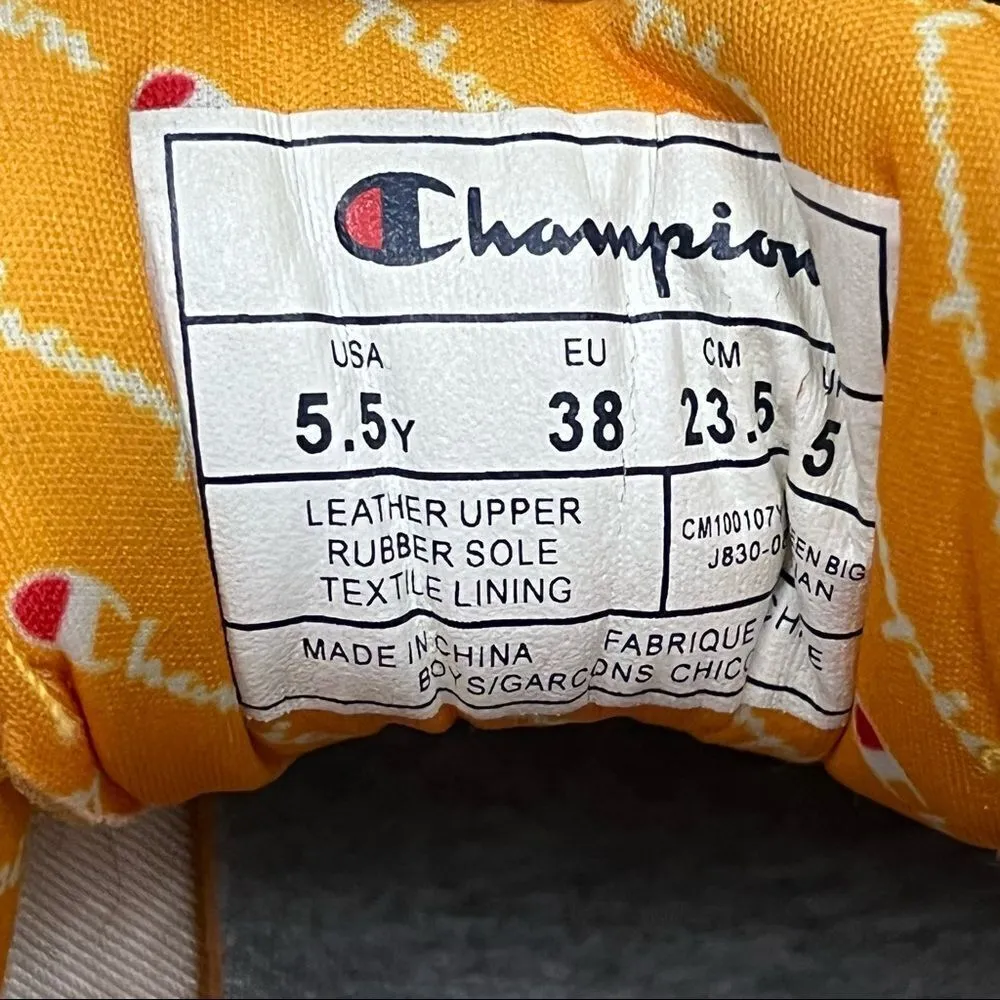 Champion
USA EU CM
5.5Y 38 23.5 5
LEATHER UPPER
RUBBER SOLE
TEXTILE LINING
CM100107Y
J830-0
BIG
MADE IN CHINA FABRIQUE
BOYS/GARCONS